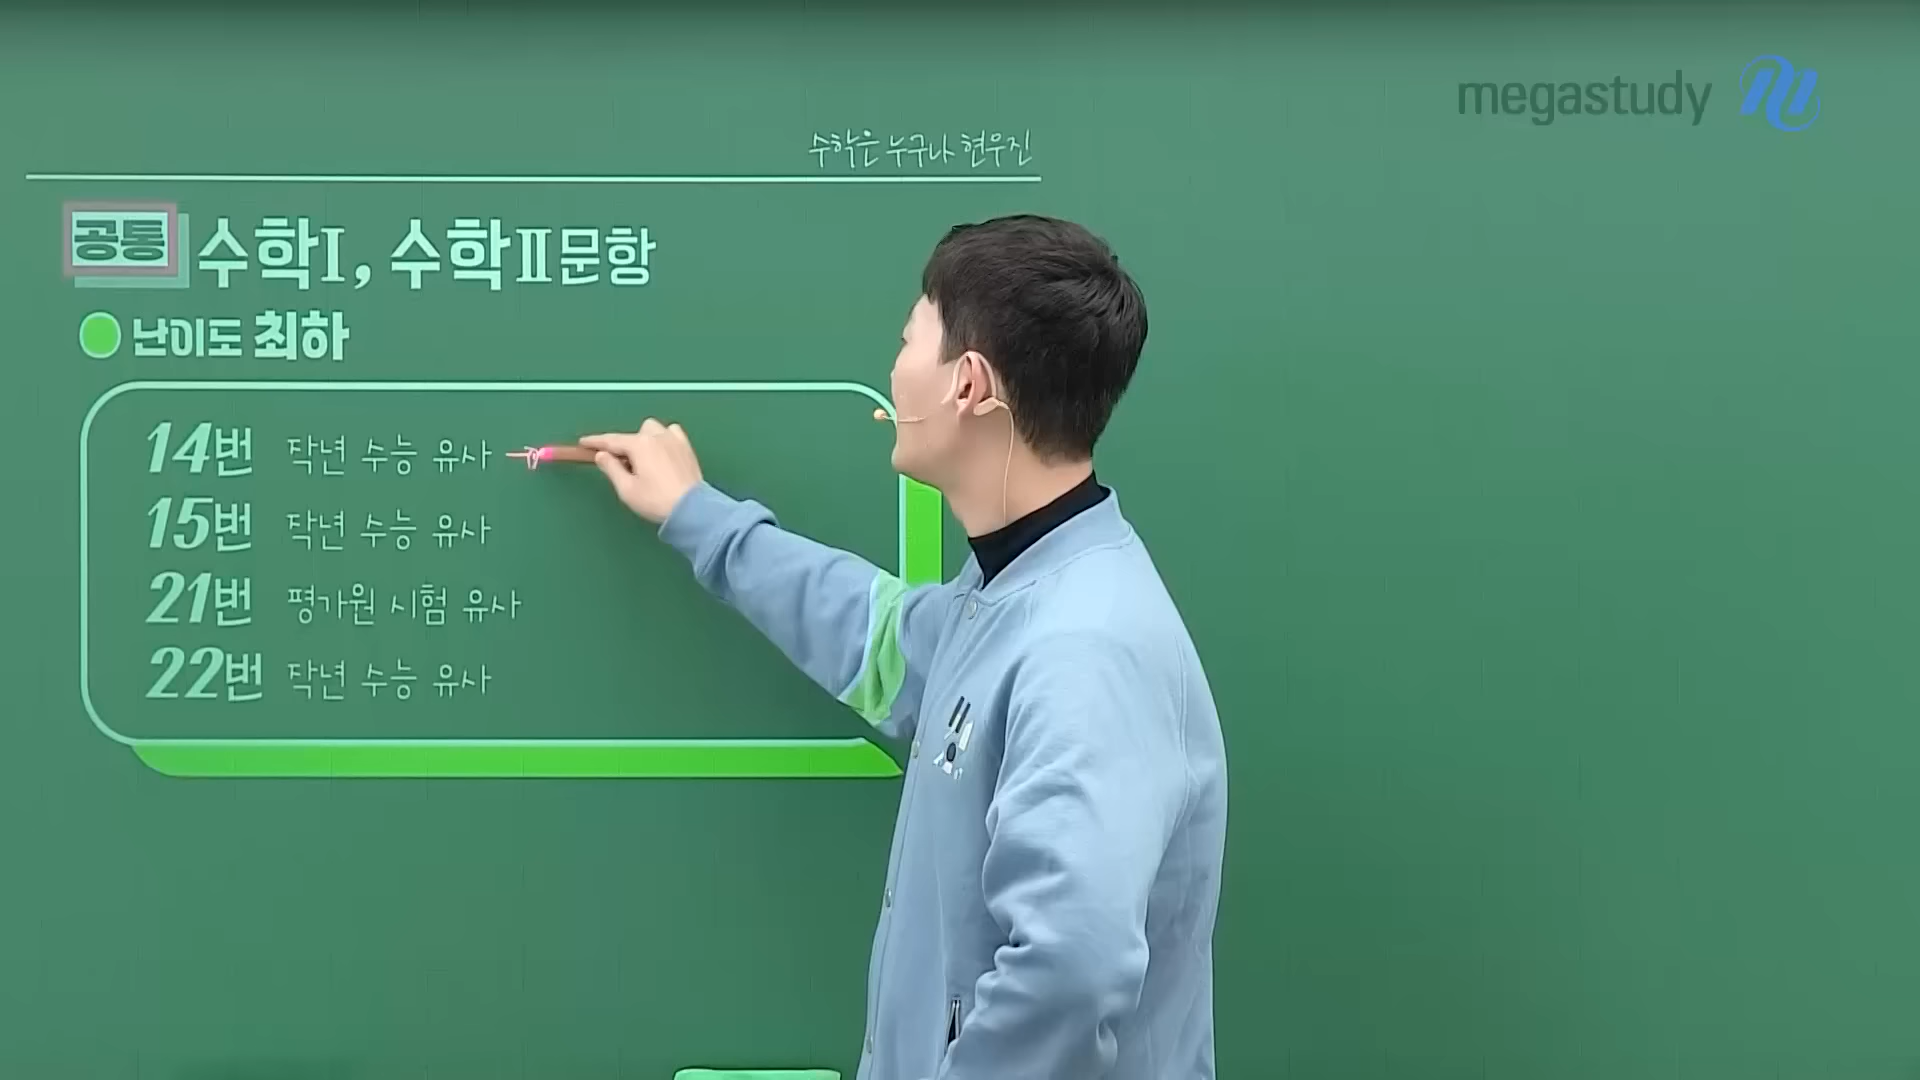 megastudy
수학은 누구나 현우진
공통 수학I, 수학II문항
난이도 최하
14번 작년 수능 유사
15번 작년 수능 유사
21번 평가원 시험 유사
22번 작년 수능 유사